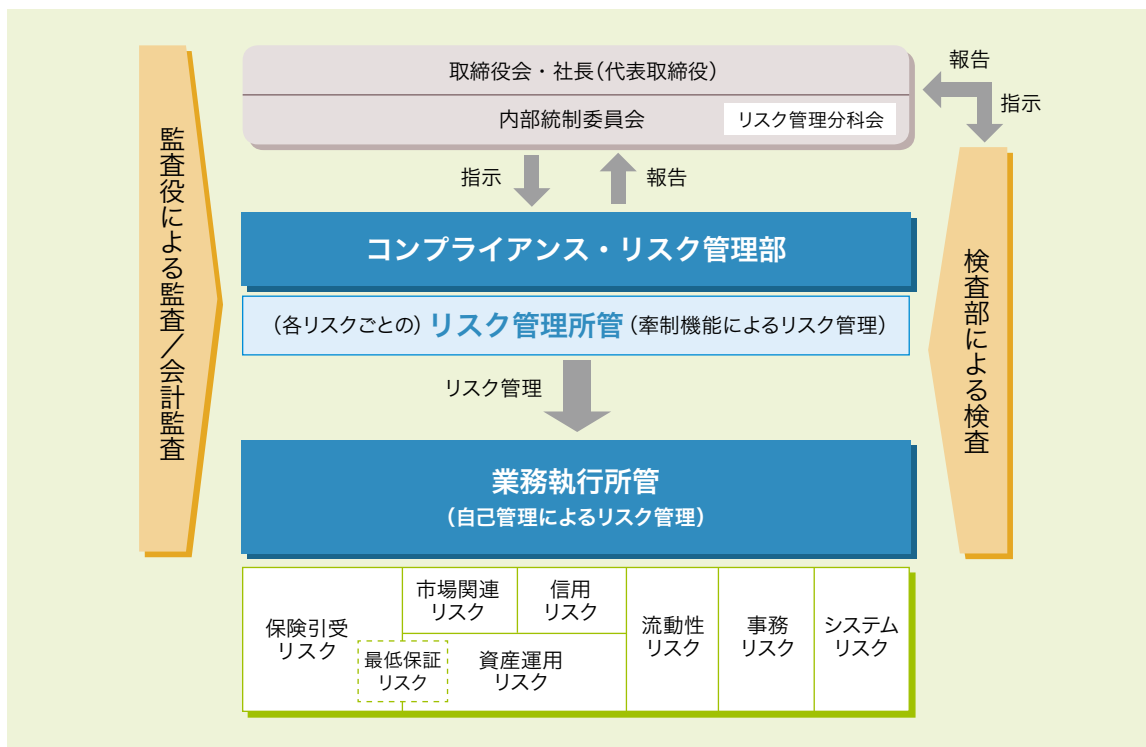 取締役会・社長(代表取締役)
内部統制委員会
リスク管理分科会
報告
指示
指示
報告
監査役による監査／会計監査
コンプライアンス・リスク管理部
(各リスクごとの) リスク管理所管 (牽制機能によるリスク管理)
検査部による検査
リスク管理
業務執行所管
(自己管理によるリスク管理)
保険引受
リスク
市場関連
リスク
信用
リスク
最低保証
リスク
資産運用
リスク
流動性
リスク
事務
リスク
システム
リスク